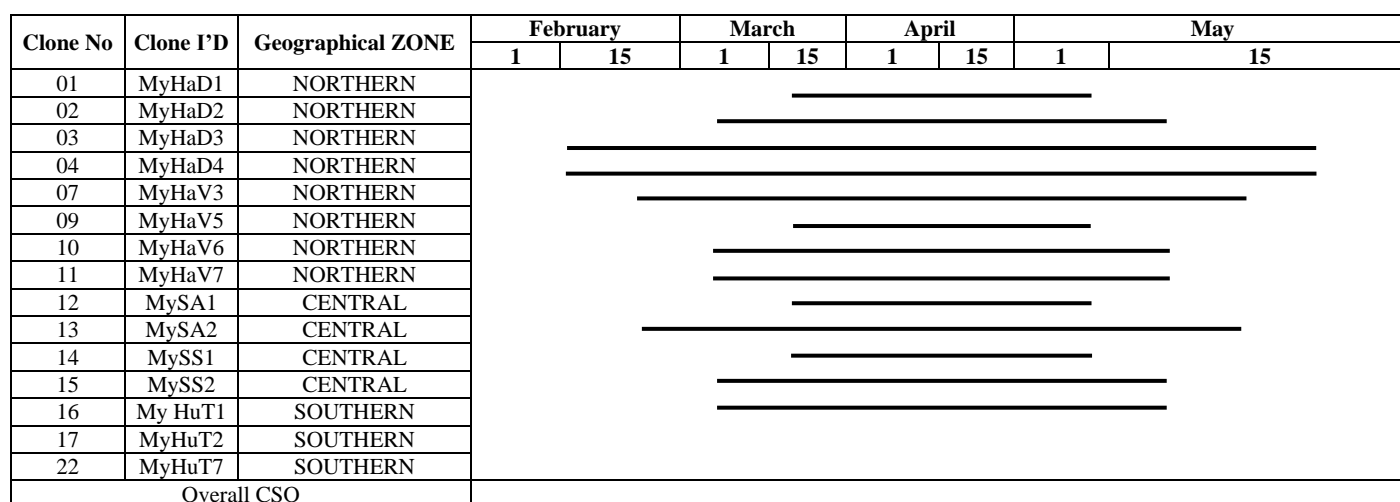 Clone No Clone I'D Geographical ZONE February March April May
1 15 1 15 1 15 1 15
01 MyHaD1 NORTHERN
02 MyHaD2 NORTHERN
03 MyHaD3 NORTHERN
04 MyHaD4 NORTHERN
07 MyHaV3 NORTHERN
09 MyHaV5 NORTHERN
10 MyHaV6 NORTHERN
11 MyHaV7 NORTHERN
12 MySA1 CENTRAL
13 MySA2 CENTRAL
14 MySS1 CENTRAL
15 MySS2 CENTRAL
16 My HuT1 SOUTHERN
17 MyHuT2 SOUTHERN
22 MyHuT7 SOUTHERN
Overall CSO